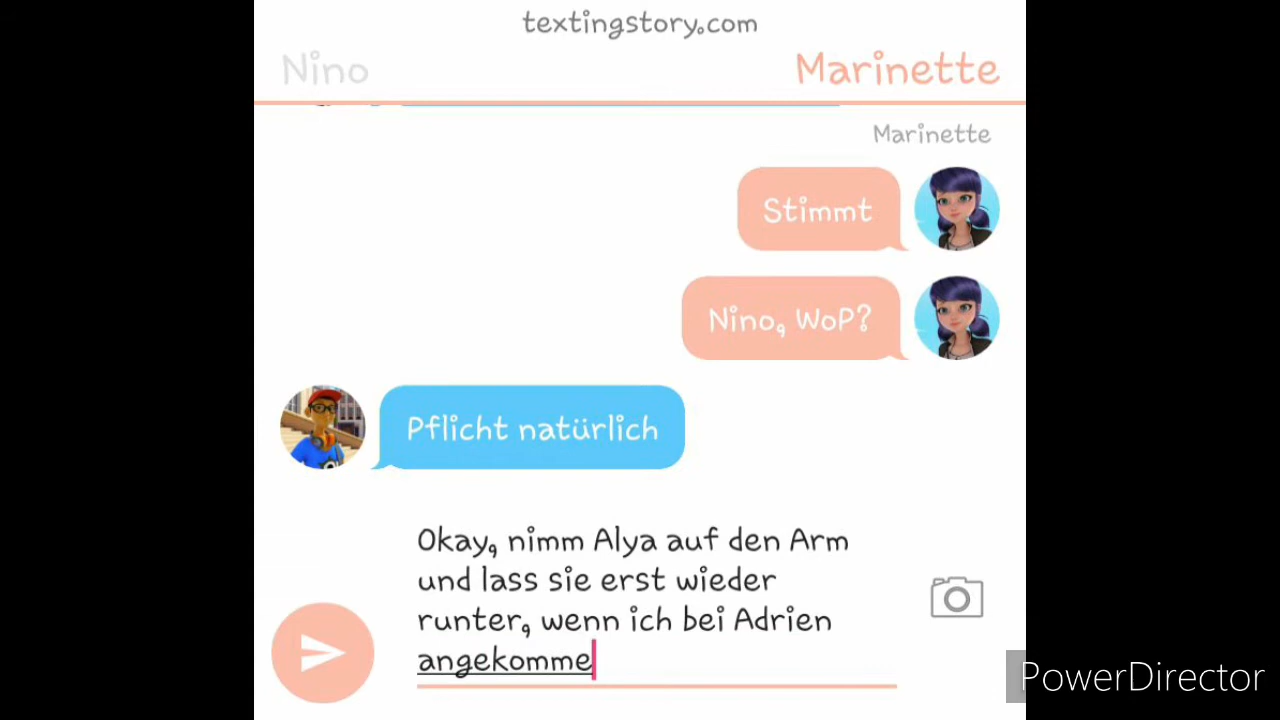 textingstory.com
Nino
Marinette
Marinette
Stimmt
Nino, WoP?
Pflicht natürlich
Okay, nimm Alya auf den Arm
und lass sie erst wieder
runter, wenn ich bei Adrien
angekomme
PowerDirector